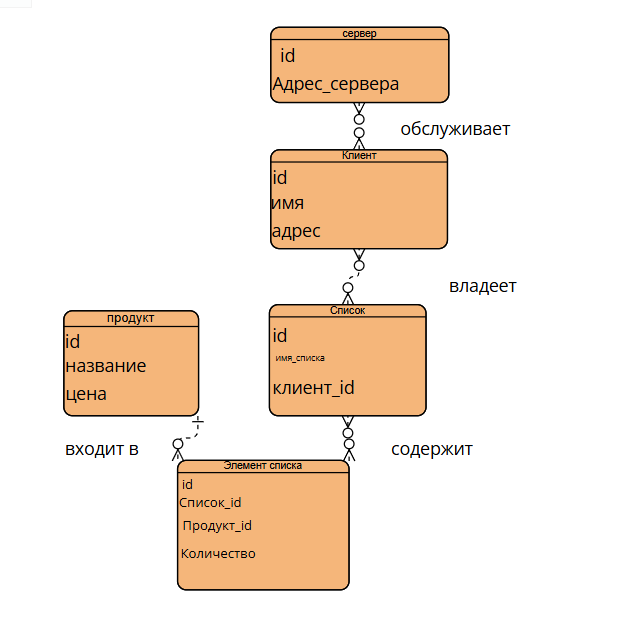 сервер
id
Адрес_сервера
обслуживает
Клиент
id
имя
адрес
владеет
Список
id
имя_списка
клиент_id
продукт
id
название
цена
входит в
содержит
Элемент списка
id
Список_id
Продукт_id
Количество